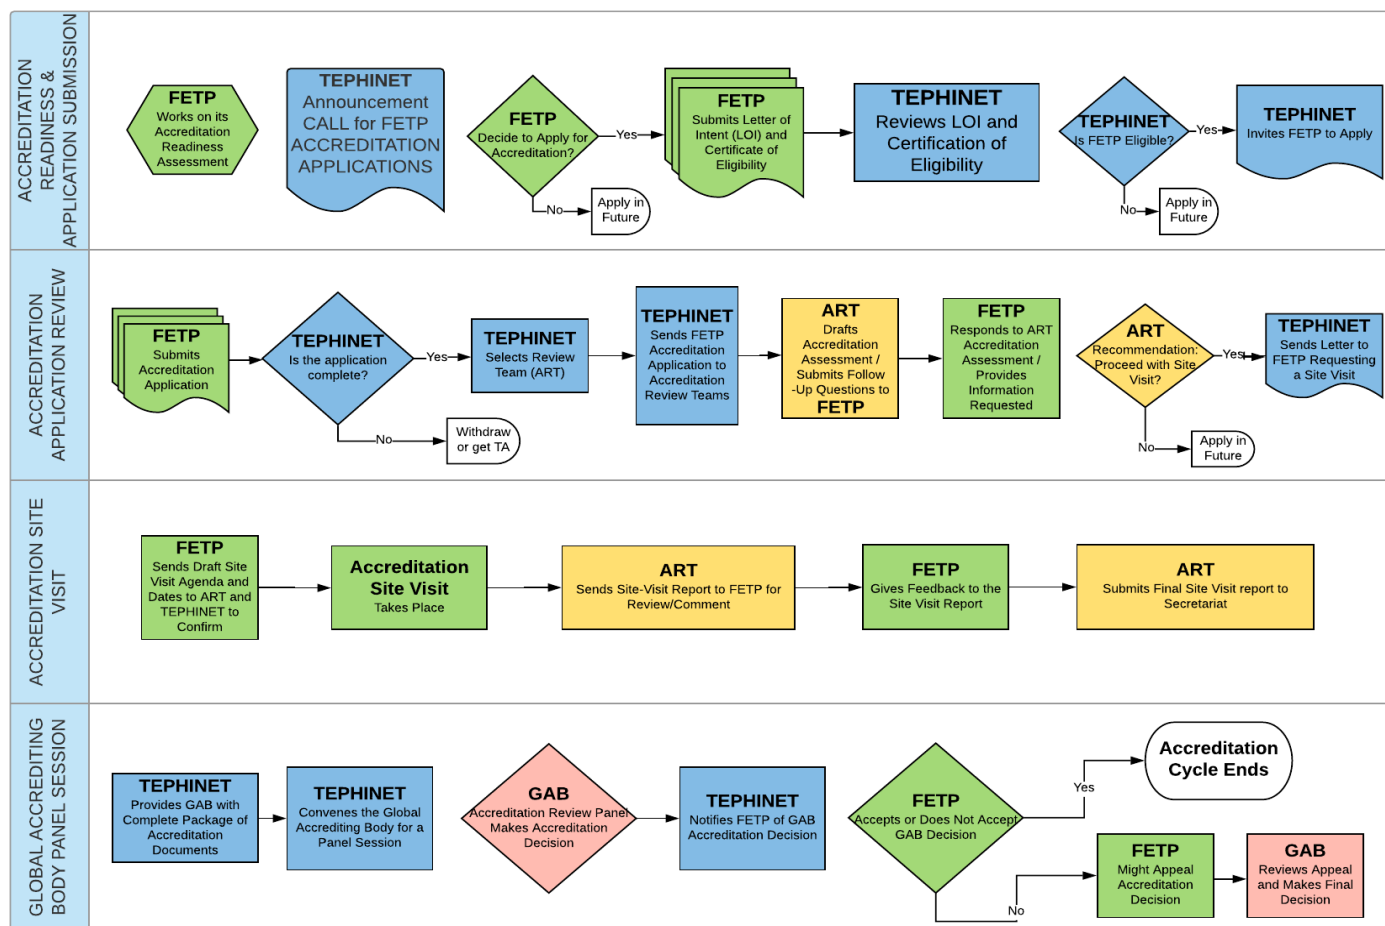 ACCREDITATION
READINESS &
APPLICATION SUBMISSION
FETP
Works on its
Accreditation
Readiness
Assessment
TEPHINET
Announcement
CALL for FETP
ACCREDITATION
APPLICATIONS
FETP
Decide to Apply for
Accreditation?
Yes
No
Apply in
Future
FETP
Submits Letter of
Intent (LOI) and
Certificate of
Eligibility
TEPHINET
Reviews LOI and
Certification of
Eligibility
TEPHINET
Is FETP Eligible?
Yes
No
Apply in
Future
TEPHINET
Invites FETP to Apply
ACCREDITATION
APPLICATION REVIEW
FETP
Submits
Accreditation
Application
TEPHINET
Is the application
complete?
Yes
No
Withdraw
or get TA
TEPHINET
Selects Review
Team (ART)
TEPHINET
Sends FETP
Accreditation
Application to
Accreditation
Review Teams
ART
Drafts
Accreditation
Assessment /
Submits Follow
-Up Questions to
FETP
FETP
Responds to ART
Accreditation
Assessment /
Provides
Information
Requested
ART
Recommendation:
Proceed with Site
Visit?
Yes
No
Apply in
Future
TEPHINET
Sends Letter to
FETP Requesting
a Site Visit
ACCREDITATION SITE
VISIT
FETP
Sends Draft Site
Visit Agenda and
Dates to ART and
TEPHINET to
Confirm
Accreditation
Site Visit
Takes Place
ART
Sends Site-Visit Report to FETP for
Review/Comment
FETP
Gives Feedback to the
Site Visit Report
ART
Submits Final Site Visit report to
Secretariat
GLOBAL ACCREDITING
BODY PANEL SESSION
TEPHINET
Provides GAB with
Complete Package of
Accreditation
Documents
TEPHINET
Convenes the Global
Accrediting Body for a
Panel Session
GAB
Accreditation Review Panel
Makes Accreditation
Decision
TEPHINET
Notifies FETP of GAB
Accreditation Decision
FETP
Accepts or Does Not Accept
GAB Decision
Yes
Accreditation
Cycle Ends
No
FETP
Might Appeal
Accreditation
Decision
GAB
Reviews Appeal
and Makes Final
Decision